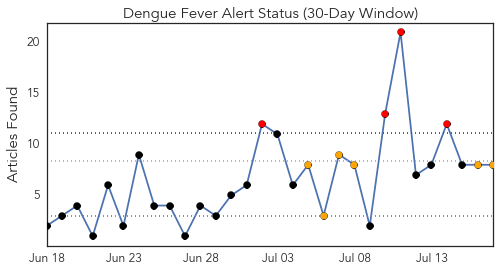 Dengue Fever Alert Status (30-Day Window)
Articles Found
20
15
10
5
Jun 18 Jun 23 Jun 28 Jul 03 Jul 08 Jul 13